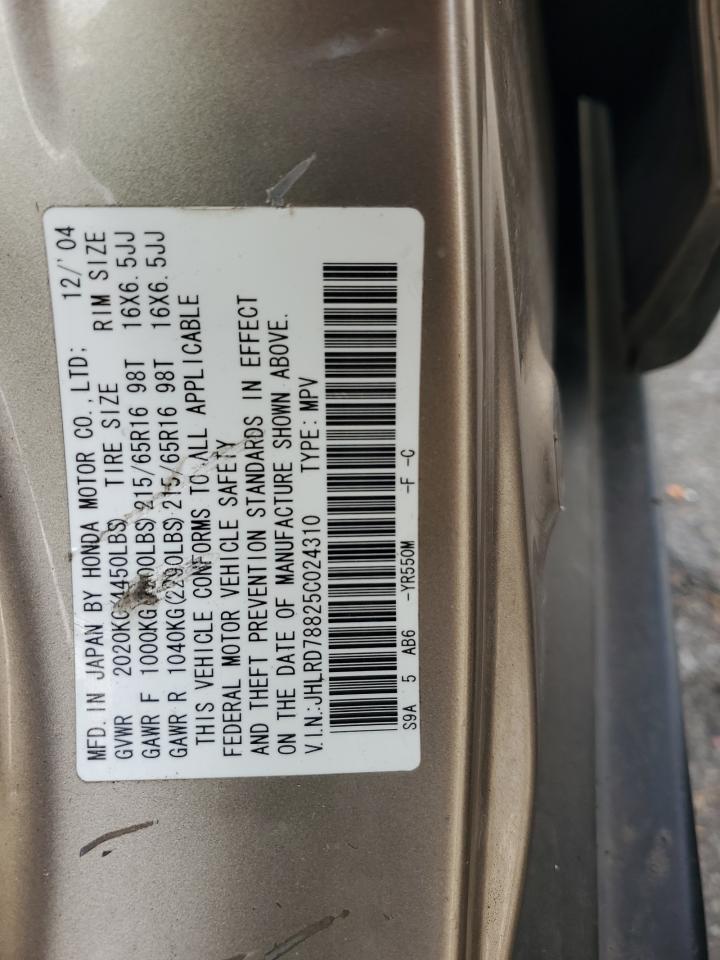 MFD. IN JAPAN BY HONDA MOTOR CO., LTD; 12/'04
GVWR 2020KG(4450LBS) TIRE SIZE RIM SIZE
GAWR F 1000KG 215/65R16 98T 16X6. 5JJ
GAWR R 1040KG(2290LBS) 215/65R16 98T 16X6. 5JJ
THIS VEHICLE CONFORMS TO ALL APPLICABLE
FEDERAL MOTOR VEHICLE SAFETY
AND THEFT PREVENTION STANDARDS IN EFFECT
ON THE DATE OF MANUFACTURE SHOWN ABOVE.
V.I.N.:JHLRD78825C024310 TYPE: MPV
S9A 5 AB6 -YR550M -F -C